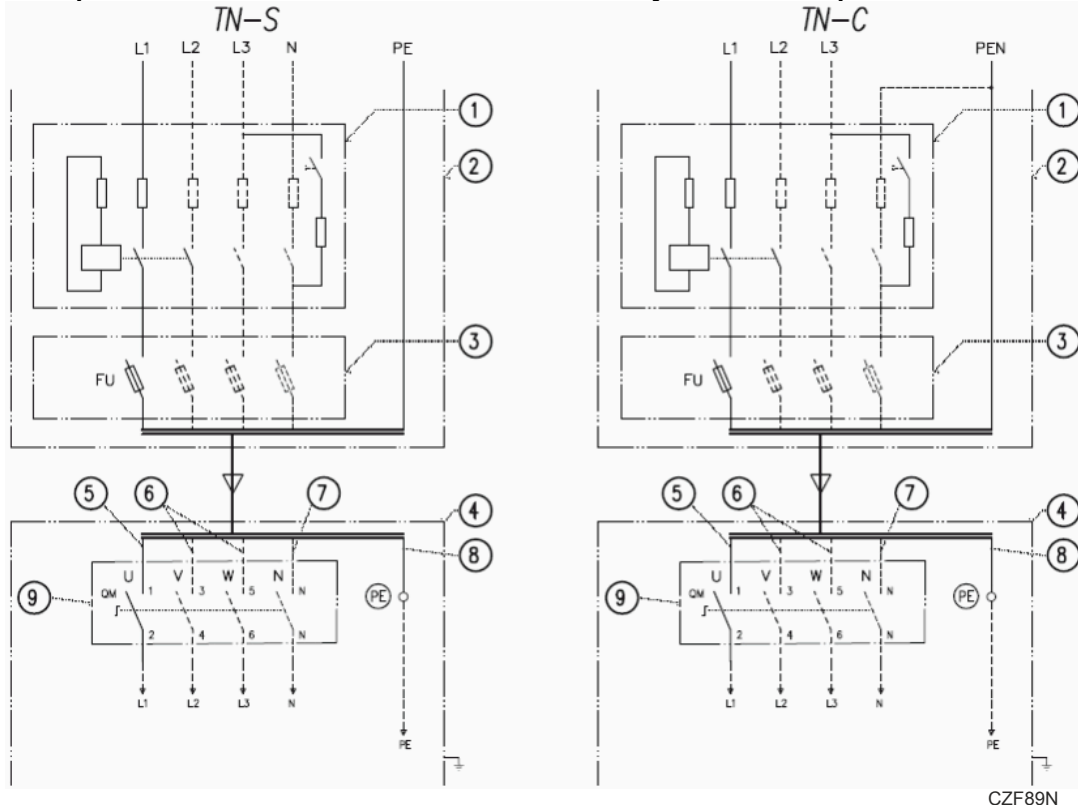 TN-S
L1 L2 L3 N PE
1
2
FU
3
5 6 7 4
8
U V W N
9 QM 1 3 5 N PE
2 4 6 N
L1 L2 L3 N
PE
TN-C
L1 L2 L3 PEN
1
2
FU
3
5 6 7 4
8
U V W N
9 QM 1 3 5 N PE
2 4 6 N
L1 L2 L3 N
PE
CZF89N